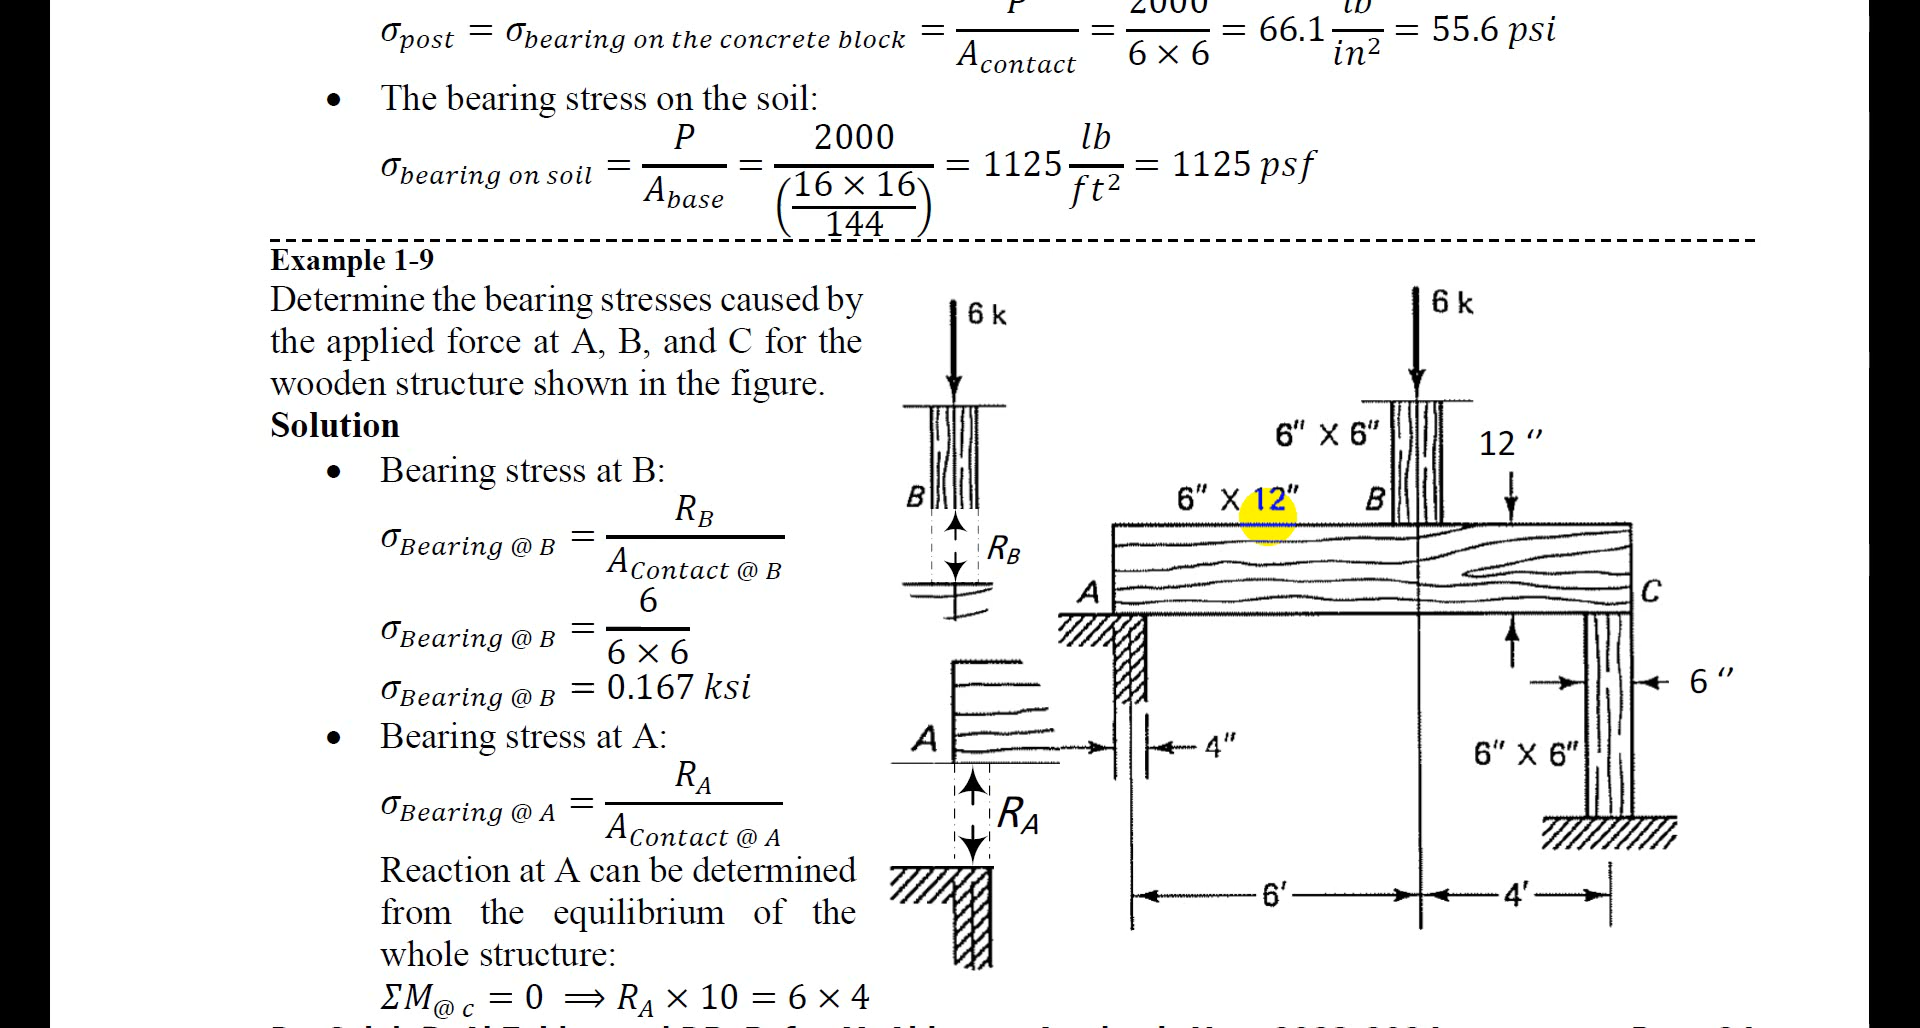 σpost = σbearing on the concrete block = P / Acontact = 2000 / 6 × 6 = 66.1 lb / in² = 55.6 psi
• The bearing stress on the soil:
σbearing on soil = P / Abase = 2000 / (16 × 16 / 144) = 1125 lb / ft² = 1125 psf
Example 1-9
Determine the bearing stresses caused by
the applied force at A, B, and C for the
wooden structure shown in the figure.
Solution
• Bearing stress at B:
σBearing @ B = RB / AContact @ B
σBearing @ B = 6 / 6 × 6
σBearing @ B = 0.167 ksi
• Bearing stress at A:
σBearing @ A = RA / AContact @ A
Reaction at A can be determined
from the equilibrium of the
whole structure:
ΣM@ c = 0 ⟹ RA × 10 = 6 × 4
6 k
B
RB
A
RA
6 k
6" X 6"
12 "
6" X 12"
B
A
C
6 "
4"
6" X 6"
6'
4'